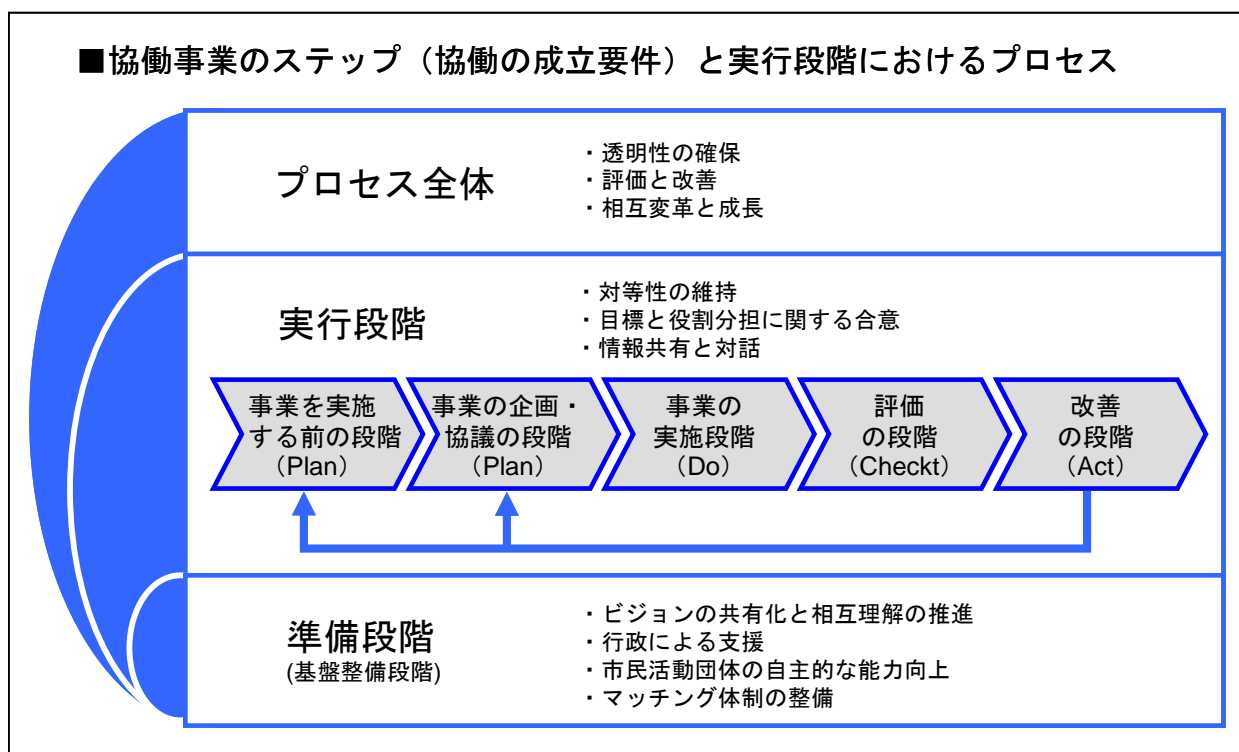 ■協働事業のステップ（協働の成立要件）と実行段階におけるプロセス
プロセス全体
・透明性の確保
・評価と改善
・相互変革と成長
実行段階
・対等性の維持
・目標と役割分担に関する合意
・情報共有と対話
事業を実施
する前の段階
（Plan）
事業の企画・
協議の段階
（Plan）
事業の
実施段階
（Do）
評価
の段階
（Checkt）
改善
の段階
（Act）
準備段階
(基盤整備段階)
・ビジョンの共有化と相互理解の推進
・行政による支援
・市民活動団体の自主的な能力向上
・マッチング体制の整備